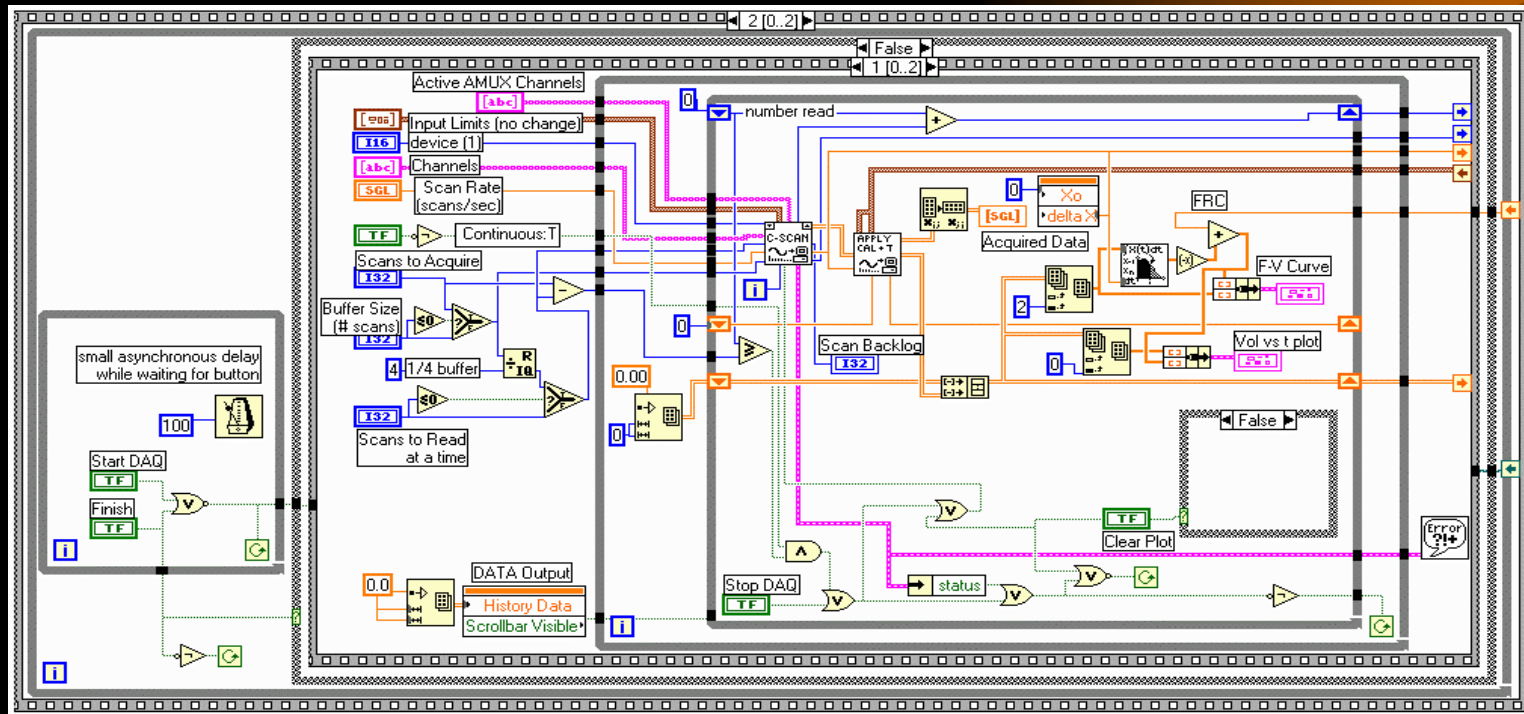 2 [0..2]
False
1 [0..2]
Active AMUX Channels
[abc]
Input Limits (no change)
I16
device (1)
[abc]
Channels
SGL
Scan Rate
(scans/sec)
TF
Continuous:T
Scans to Acquire
I32
Buffer Size
(# scans)
I32
≤0
?
F
4
1/4 buffer
R
IQ
I32
≤0
?
F
Scans to Read
at a time
small asynchronous delay
while waiting for button
100
Start DAQ
TF
Finish
TF
V
i
i
0.0
DATA Output
History Data
Scrollbar Visible
i
0
number read
+
C-SCAN
i
APPLY
CAL+T
[SGL]
Acquired Data
0
Xo
delta X
FRC
X(t)dt
(-x)
+
F-V Curve
2
0
Vol vs t plot
0
≥
Scan Backlog
I32
0.00
0
False
TF
Clear Plot
V
Λ
Stop DAQ
TF
V
status
V
V
Error
?!+